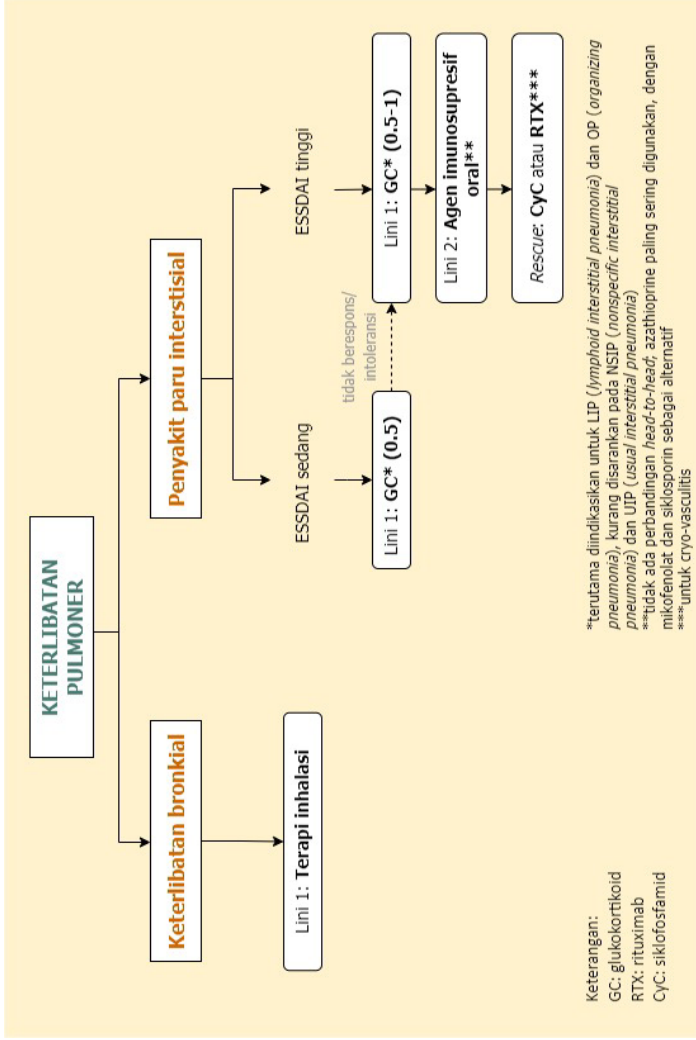 KETERLIBATAN
PULMONER
Keterlibatan bronkial
Penyakit paru interstisial
Lini 1: Terapi inhalasi
ESSDAI sedang
ESSDAI tinggi
Lini 1: GC* (0.5)
tidak berespons/
intoleransi
Lini 1: GC* (0.5-1)
Lini 2: Agen imunosupresif
oral**
Rescue: CyC atau RTX***
Keterangan:
GC: glukokortikoid
RTX: rituximab
CyC: siklofosfamid
*terutama diindikasikan untuk LIP (lymphoid interstitial pneumonia) dan OP (organizing
pneumonia), kurang disarankan pada NSIP (nonspecific interstitial
pneumonia) dan UIP (usual interstitial pneumonia)
**tidak ada perbandingan head-to-head; azathioprine paling sering digunakan, dengan
mikofenolat dan siklosporin sebagai alternatif
***untuk cryo-vasculitis